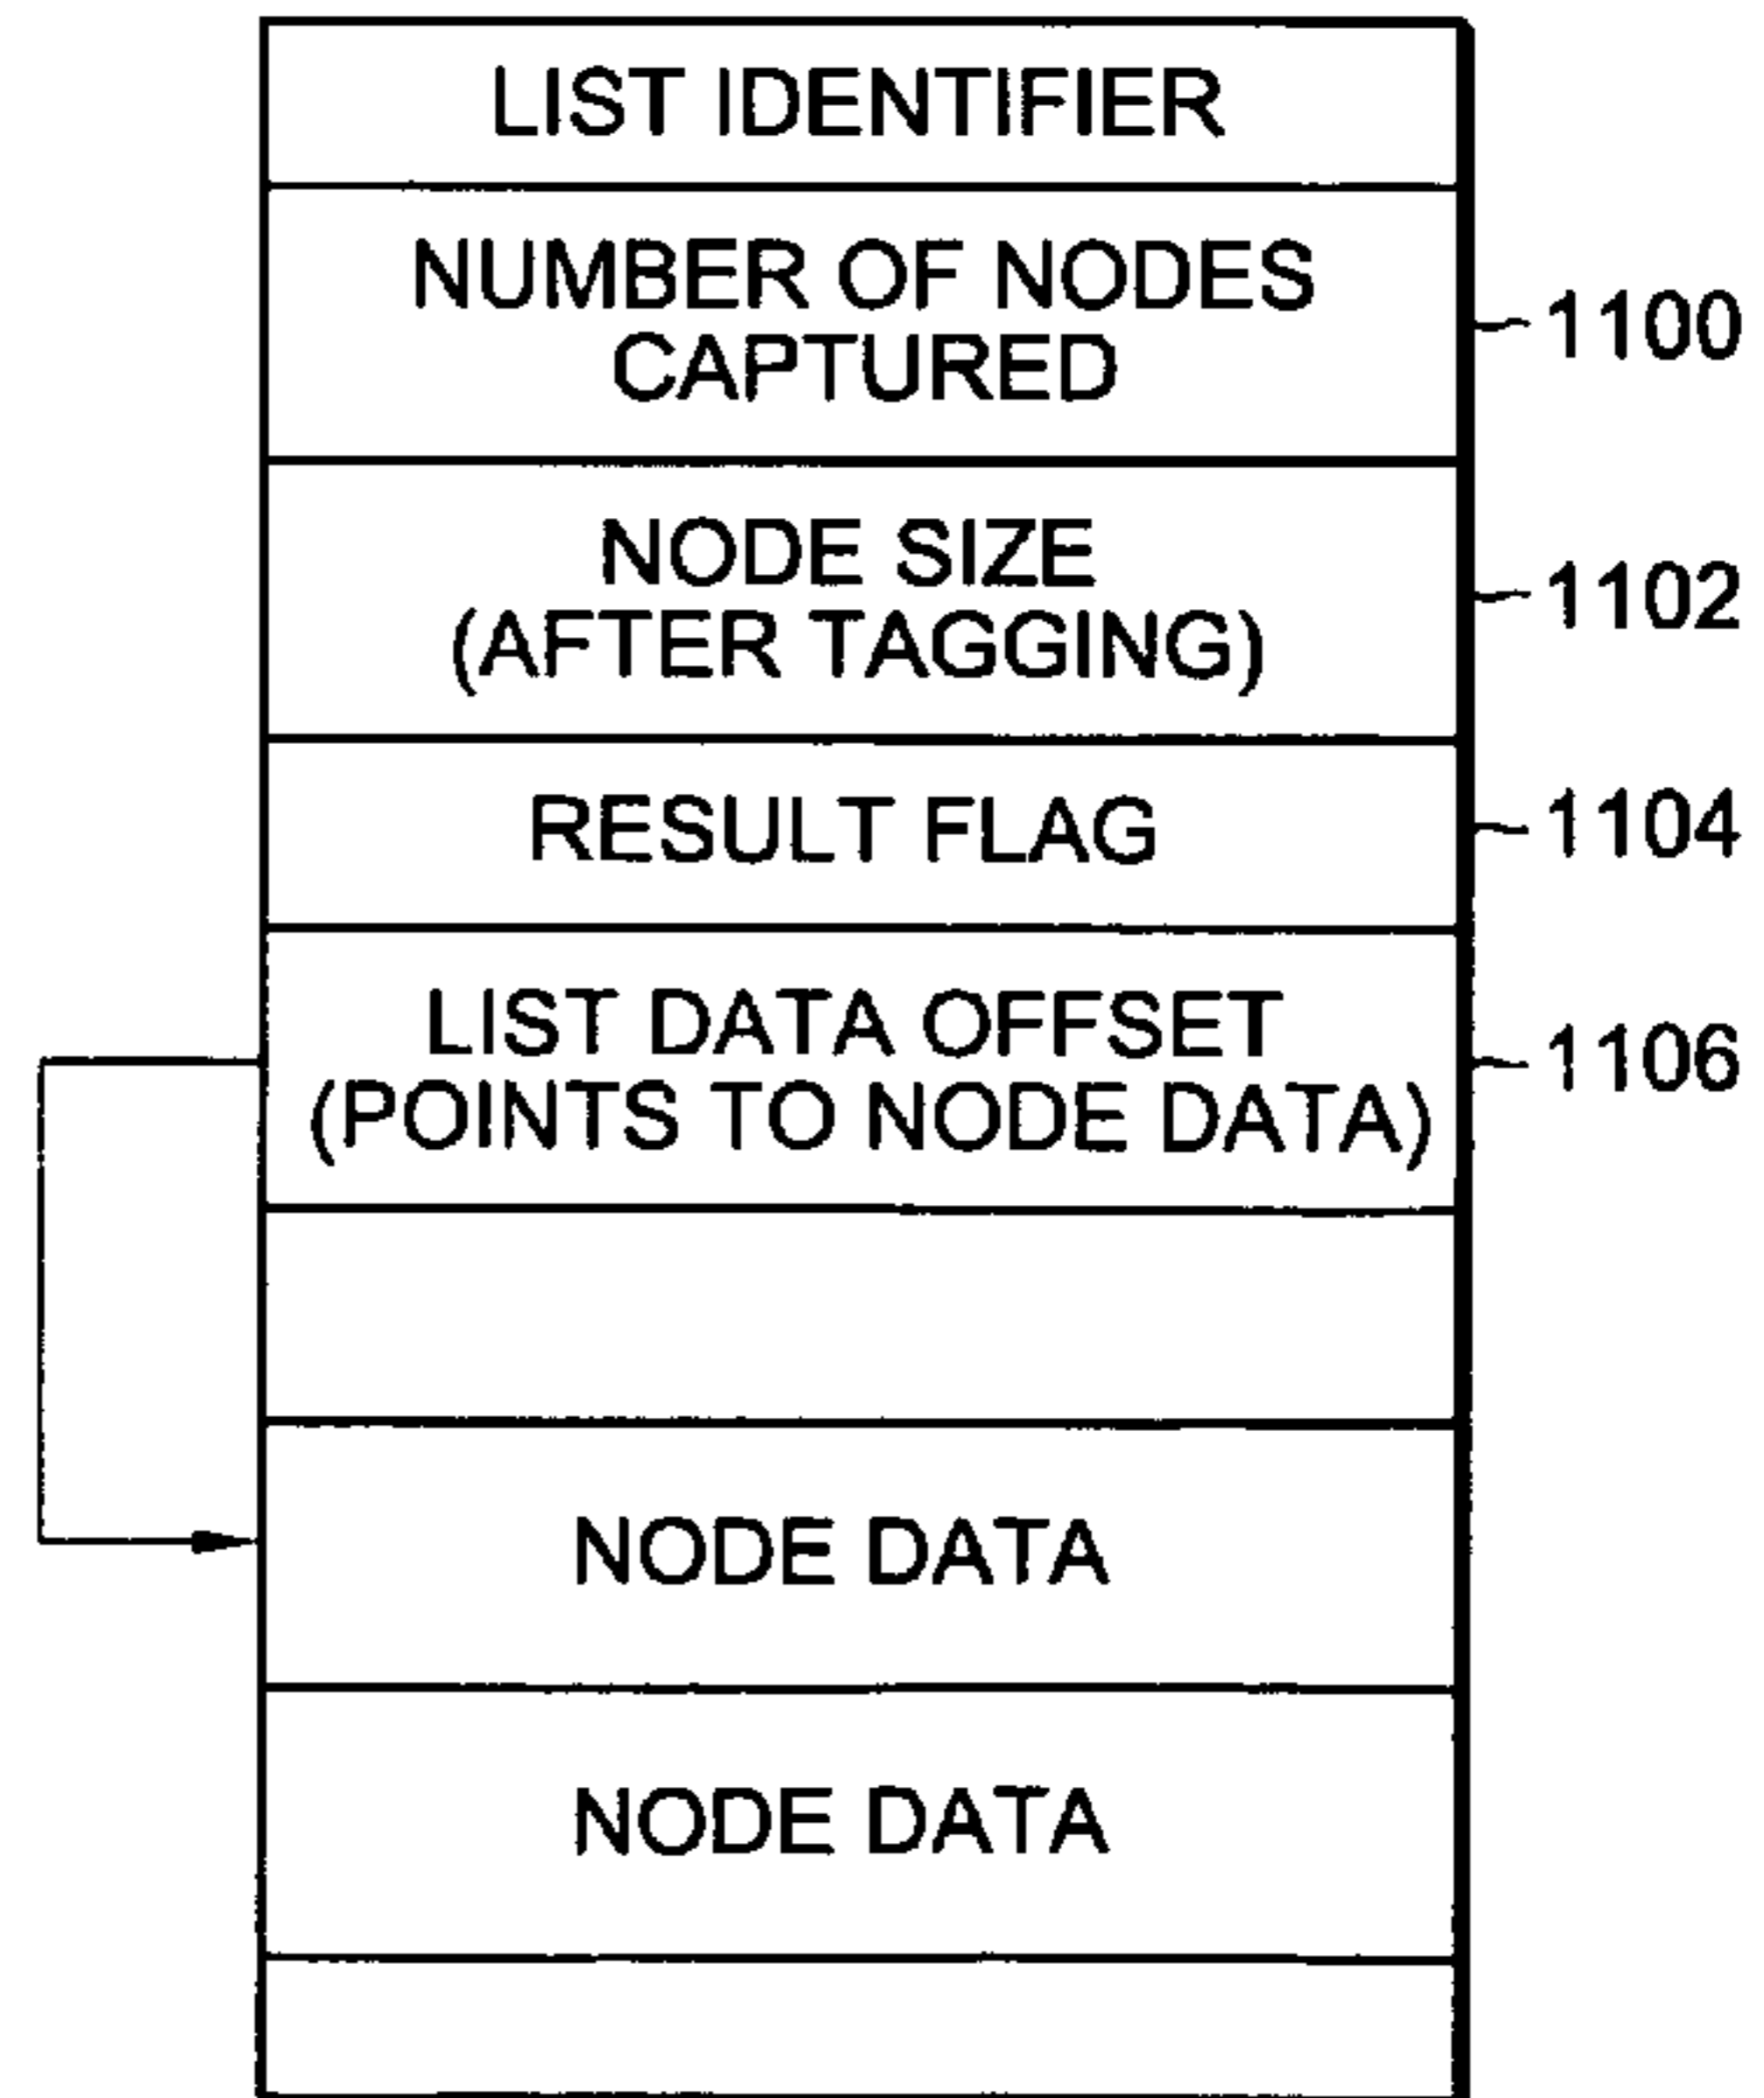 LIST IDENTIFIER
NUMBER OF NODES
CAPTURED
1100
NODE SIZE
(AFTER TAGGING)
1102
RESULT FLAG
1104
LIST DATA OFFSET
(POINTS TO NODE DATA)
1106
NODE DATA
NODE DATA